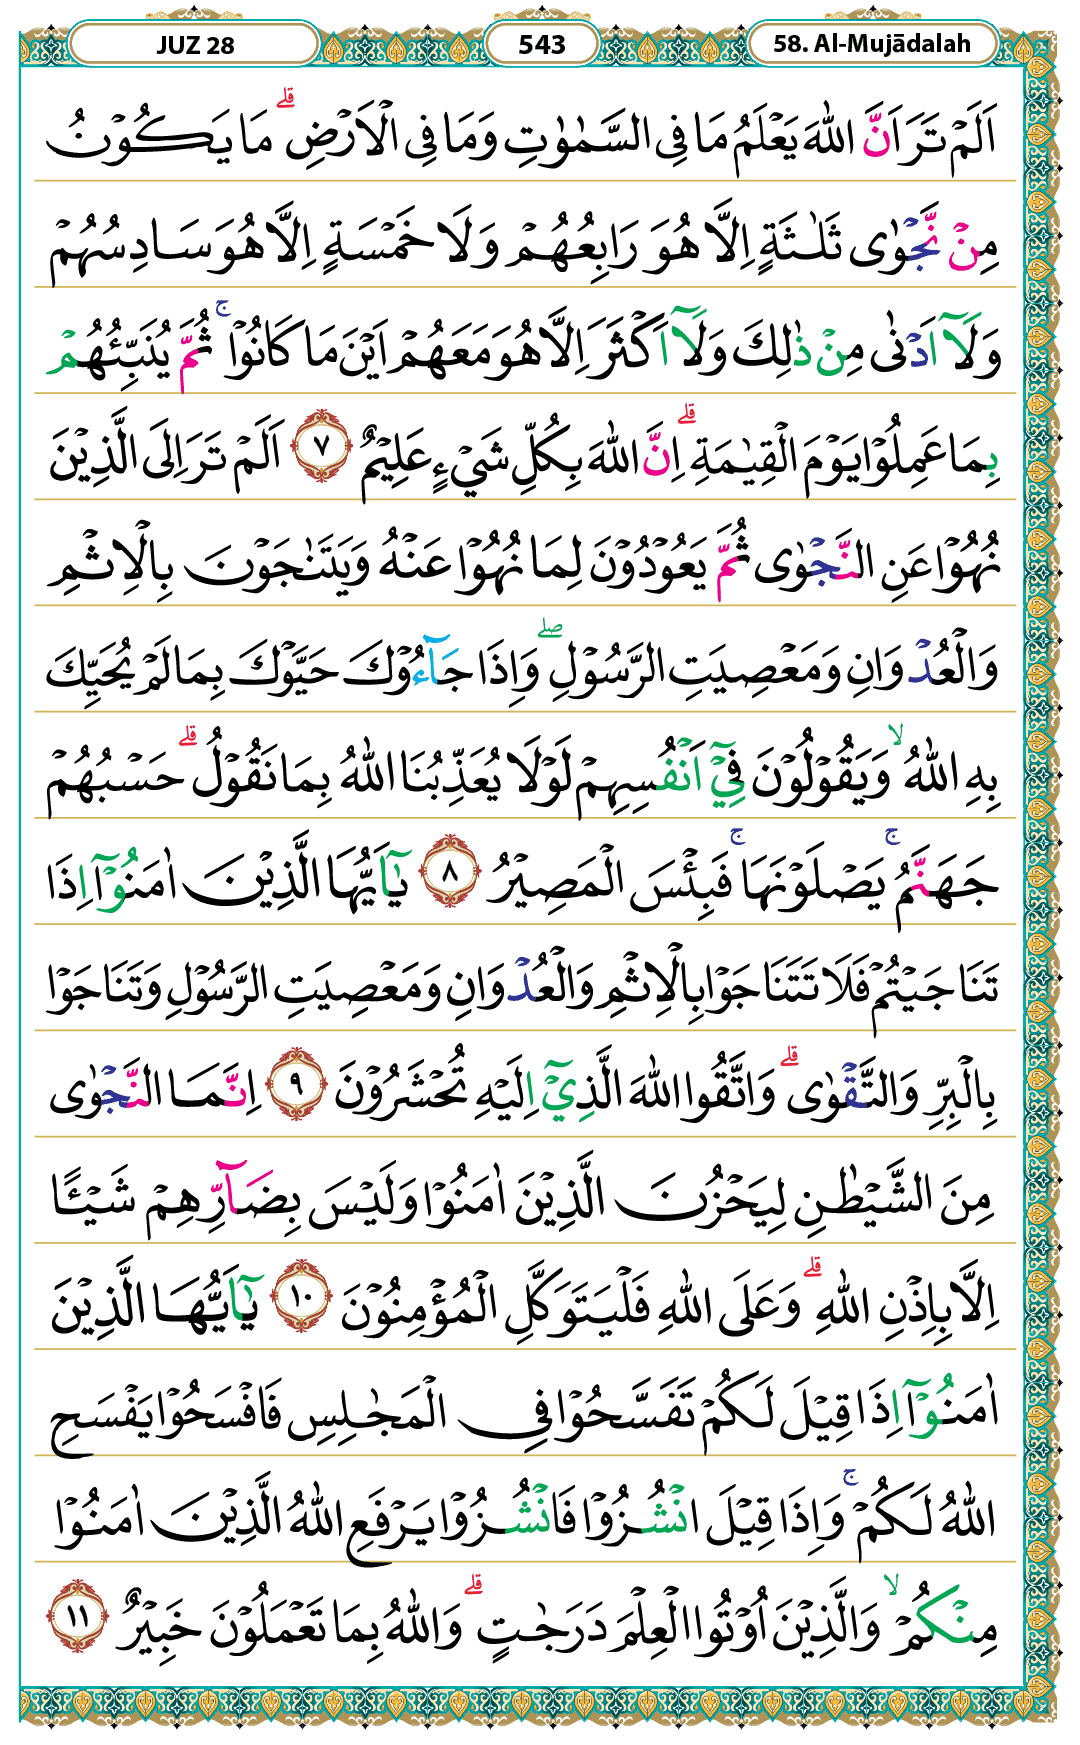 JUZ 28
543
58. Al-Mujādalah
اَلَمْ تَرَ اَنَّ اللّٰهَ يَعْلَمُ مَا فِى السَّمٰوٰتِ وَمَا فِى الْاَرْضِ ۗ مَا يَكُوْنُ
مِنْ نَّجْوٰى ثَلٰثَةٍ اِلَّا هُوَ رَابِعُهُمْ وَلَا خَمْسَةٍ اِلَّا هُوَ سَادِسُهُمْ
وَلَآ اَدْنٰى مِنْ ذٰلِكَ وَلَآ اَكْثَرَ اِلَّا هُوَ مَعَهُمْ اَيْنَ مَا كَانُوْا ۚ ثُمَّ يُنَبِّئُهُمْ
بِمَا عَمِلُوْا يَوْمَ الْقِيٰمَةِ ۗ اِنَّ اللّٰهَ بِكُلِّ شَيْءٍ عَلِيْمٌ ٧ اَلَمْ تَرَ اِلَى الَّذِيْنَ
نُهُوْا عَنِ النَّجْوٰى ثُمَّ يَعُوْدُوْنَ لِمَا نُهُوْا عَنْهُ وَيَتَنٰجَوْنَ بِالْاِثْمِ
وَالْعُدْوَانِ وَمَعْصِيَتِ الرَّسُوْلِ ۖ وَاِذَا جَاۤءُوْكَ حَيَّوْكَ بِمَا لَمْ يُحَيِّكَ
بِهِ اللّٰهُ ۙ وَيَقُوْلُوْنَ فِيْٓ اَنْفُسِهِمْ لَوْلَا يُعَذِّبُنَا اللّٰهُ بِمَا نَقُوْلُ ۗ حَسْبُهُمْ
جَهَنَّمُ ۚ يَصْلَوْنَهَا ۚ فَبِئْسَ الْمَصِيْرُ ٨ يٰٓاَيُّهَا الَّذِيْنَ اٰمَنُوْٓا اِذَا
تَنَاجَيْتُمْ فَلَا تَتَنَاجَوْا بِالْاِثْمِ وَالْعُدْوَانِ وَمَعْصِيَتِ الرَّسُوْلِ وَتَنَاجَوْا
بِالْبِرِّ وَالتَّقْوٰى ۗ وَاتَّقُوا اللّٰهَ الَّذِيْٓ اِلَيْهِ تُحْشَرُوْنَ ٩ اِنَّمَا النَّجْوٰى
مِنَ الشَّيْطٰنِ لِيَحْزُنَ الَّذِيْنَ اٰمَنُوْا وَلَيْسَ بِضَاۤرِّهِمْ شَيْـًٔا
اِلَّا بِاِذْنِ اللّٰهِ ۗ وَعَلَى اللّٰهِ فَلْيَتَوَكَّلِ الْمُؤْمِنُوْنَ ١٠ يٰٓاَيُّهَا الَّذِيْنَ
اٰمَنُوْٓا اِذَا قِيْلَ لَكُمْ تَفَسَّحُوْا فِى الْمَجٰلِسِ فَافْسَحُوْا يَفْسَحِ
اللّٰهُ لَكُمْ ۚ وَاِذَا قِيْلَ انْشُزُوْا فَانْشُزُوْا يَرْفَعِ اللّٰهُ الَّذِيْنَ اٰمَنُوْا
مِنْكُمْ ۙ وَالَّذِيْنَ اُوْتُوا الْعِلْمَ دَرَجٰتٍ ۗ وَاللّٰهُ بِمَا تَعْمَلُوْنَ خَبِيْرٌ ١١